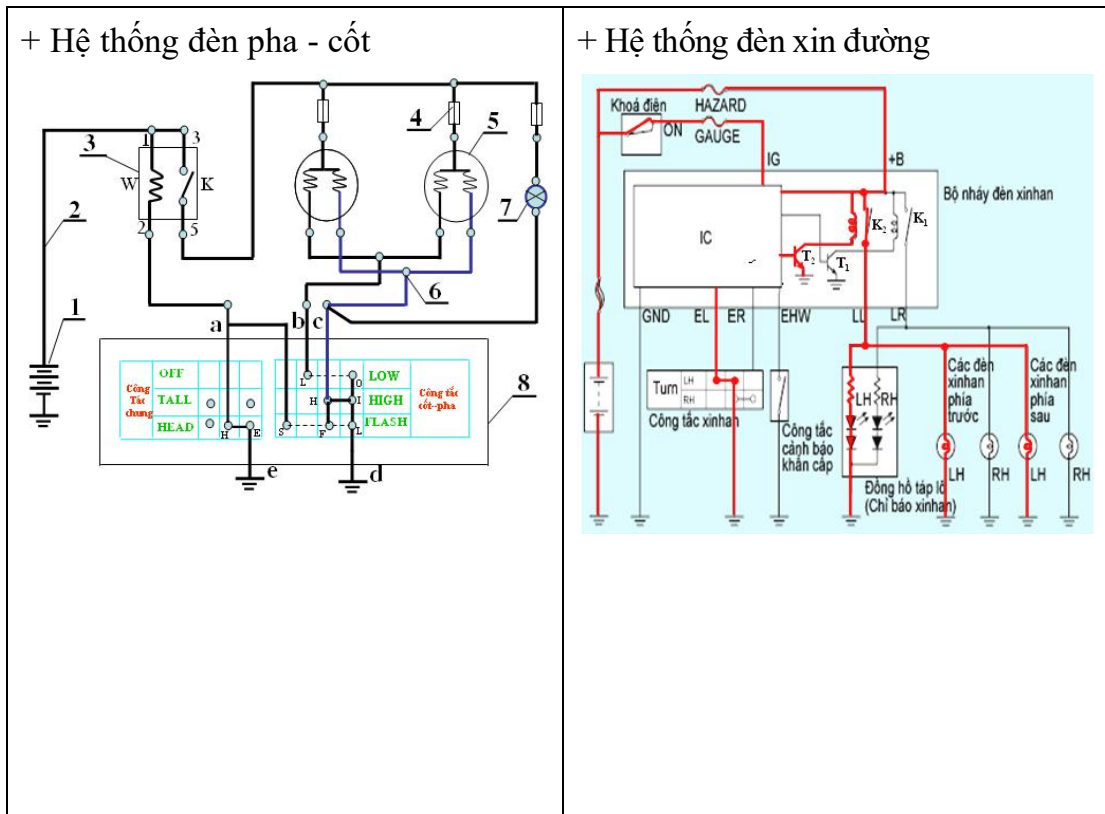 + Hệ thống đèn pha - cốt
1
3
3
W
K
2
5
2
1
4
5
7
6
a
b
c
8
Công
Tắc
chung
OFF
TALL
HEAD
H
E
e
L
O
LOW
H
I
HIGH
S
F
L
FLASH
Công tắc
cốt-pha
d
+ Hệ thống đèn xin đường
Khoá điện
HAZARD
ON
GAUGE
IG
+B
Bộ nháy đèn xinhan
IC
T2
T1
K2
K1
GND
EL
ER
EHW
LL
LR
Turn
LH
RH
Công tắc xinhan
Công tắc
cảnh báo
khẩn cấp
LH
RH
Đồng hồ táp lô
(Chỉ báo xinhan)
Các đèn
xinhan
phía
trước
Các đèn
xinhan
phía
sau
LH
RH
LH
RH